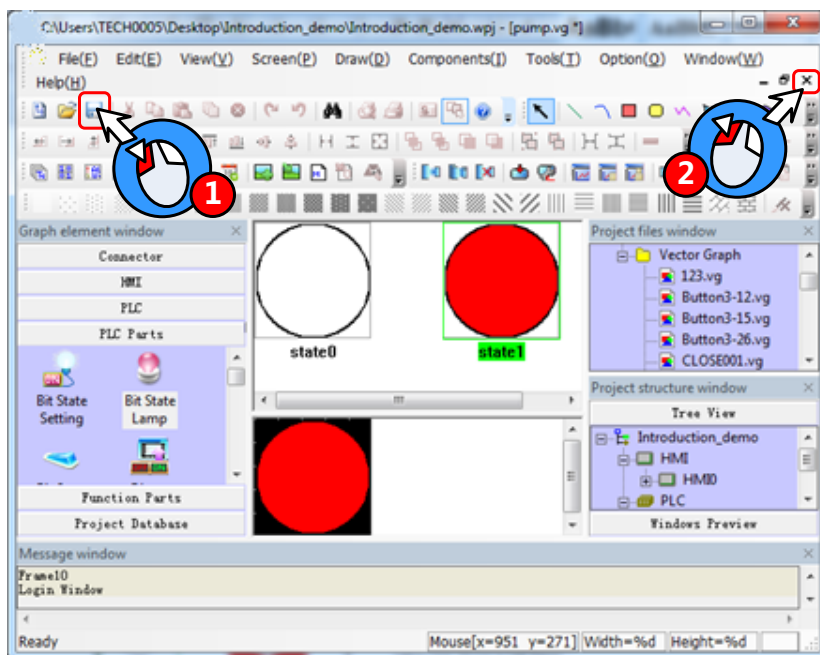 C:\Users\TECH0005\Desktop\Introduction_demo\Introduction_demo.wpj - [pump.vg *]
File(F) Edit(E) View(V) Screen(P) Draw(D) Components(J) Tools(T) Option(O) Window(W)
Help(H)
1
2
Graph element window
Connector
HMI
PLC
PLC Parts
Bit State
Setting
Bit State
Lamp
Function Parts
Project Database
state0
state1
Project files window
Vector Graph
123.vg
Button3-12.vg
Button3-15.vg
Button3-26.vg
CLOSE001.vg
Project structure window
Tree View
Introduction_demo
HMI
HMI0
PLC
Windows Preview
Message window
Frame10
Login Window
Ready
Mouse[x=951 y=271] Width=%d Height=%d